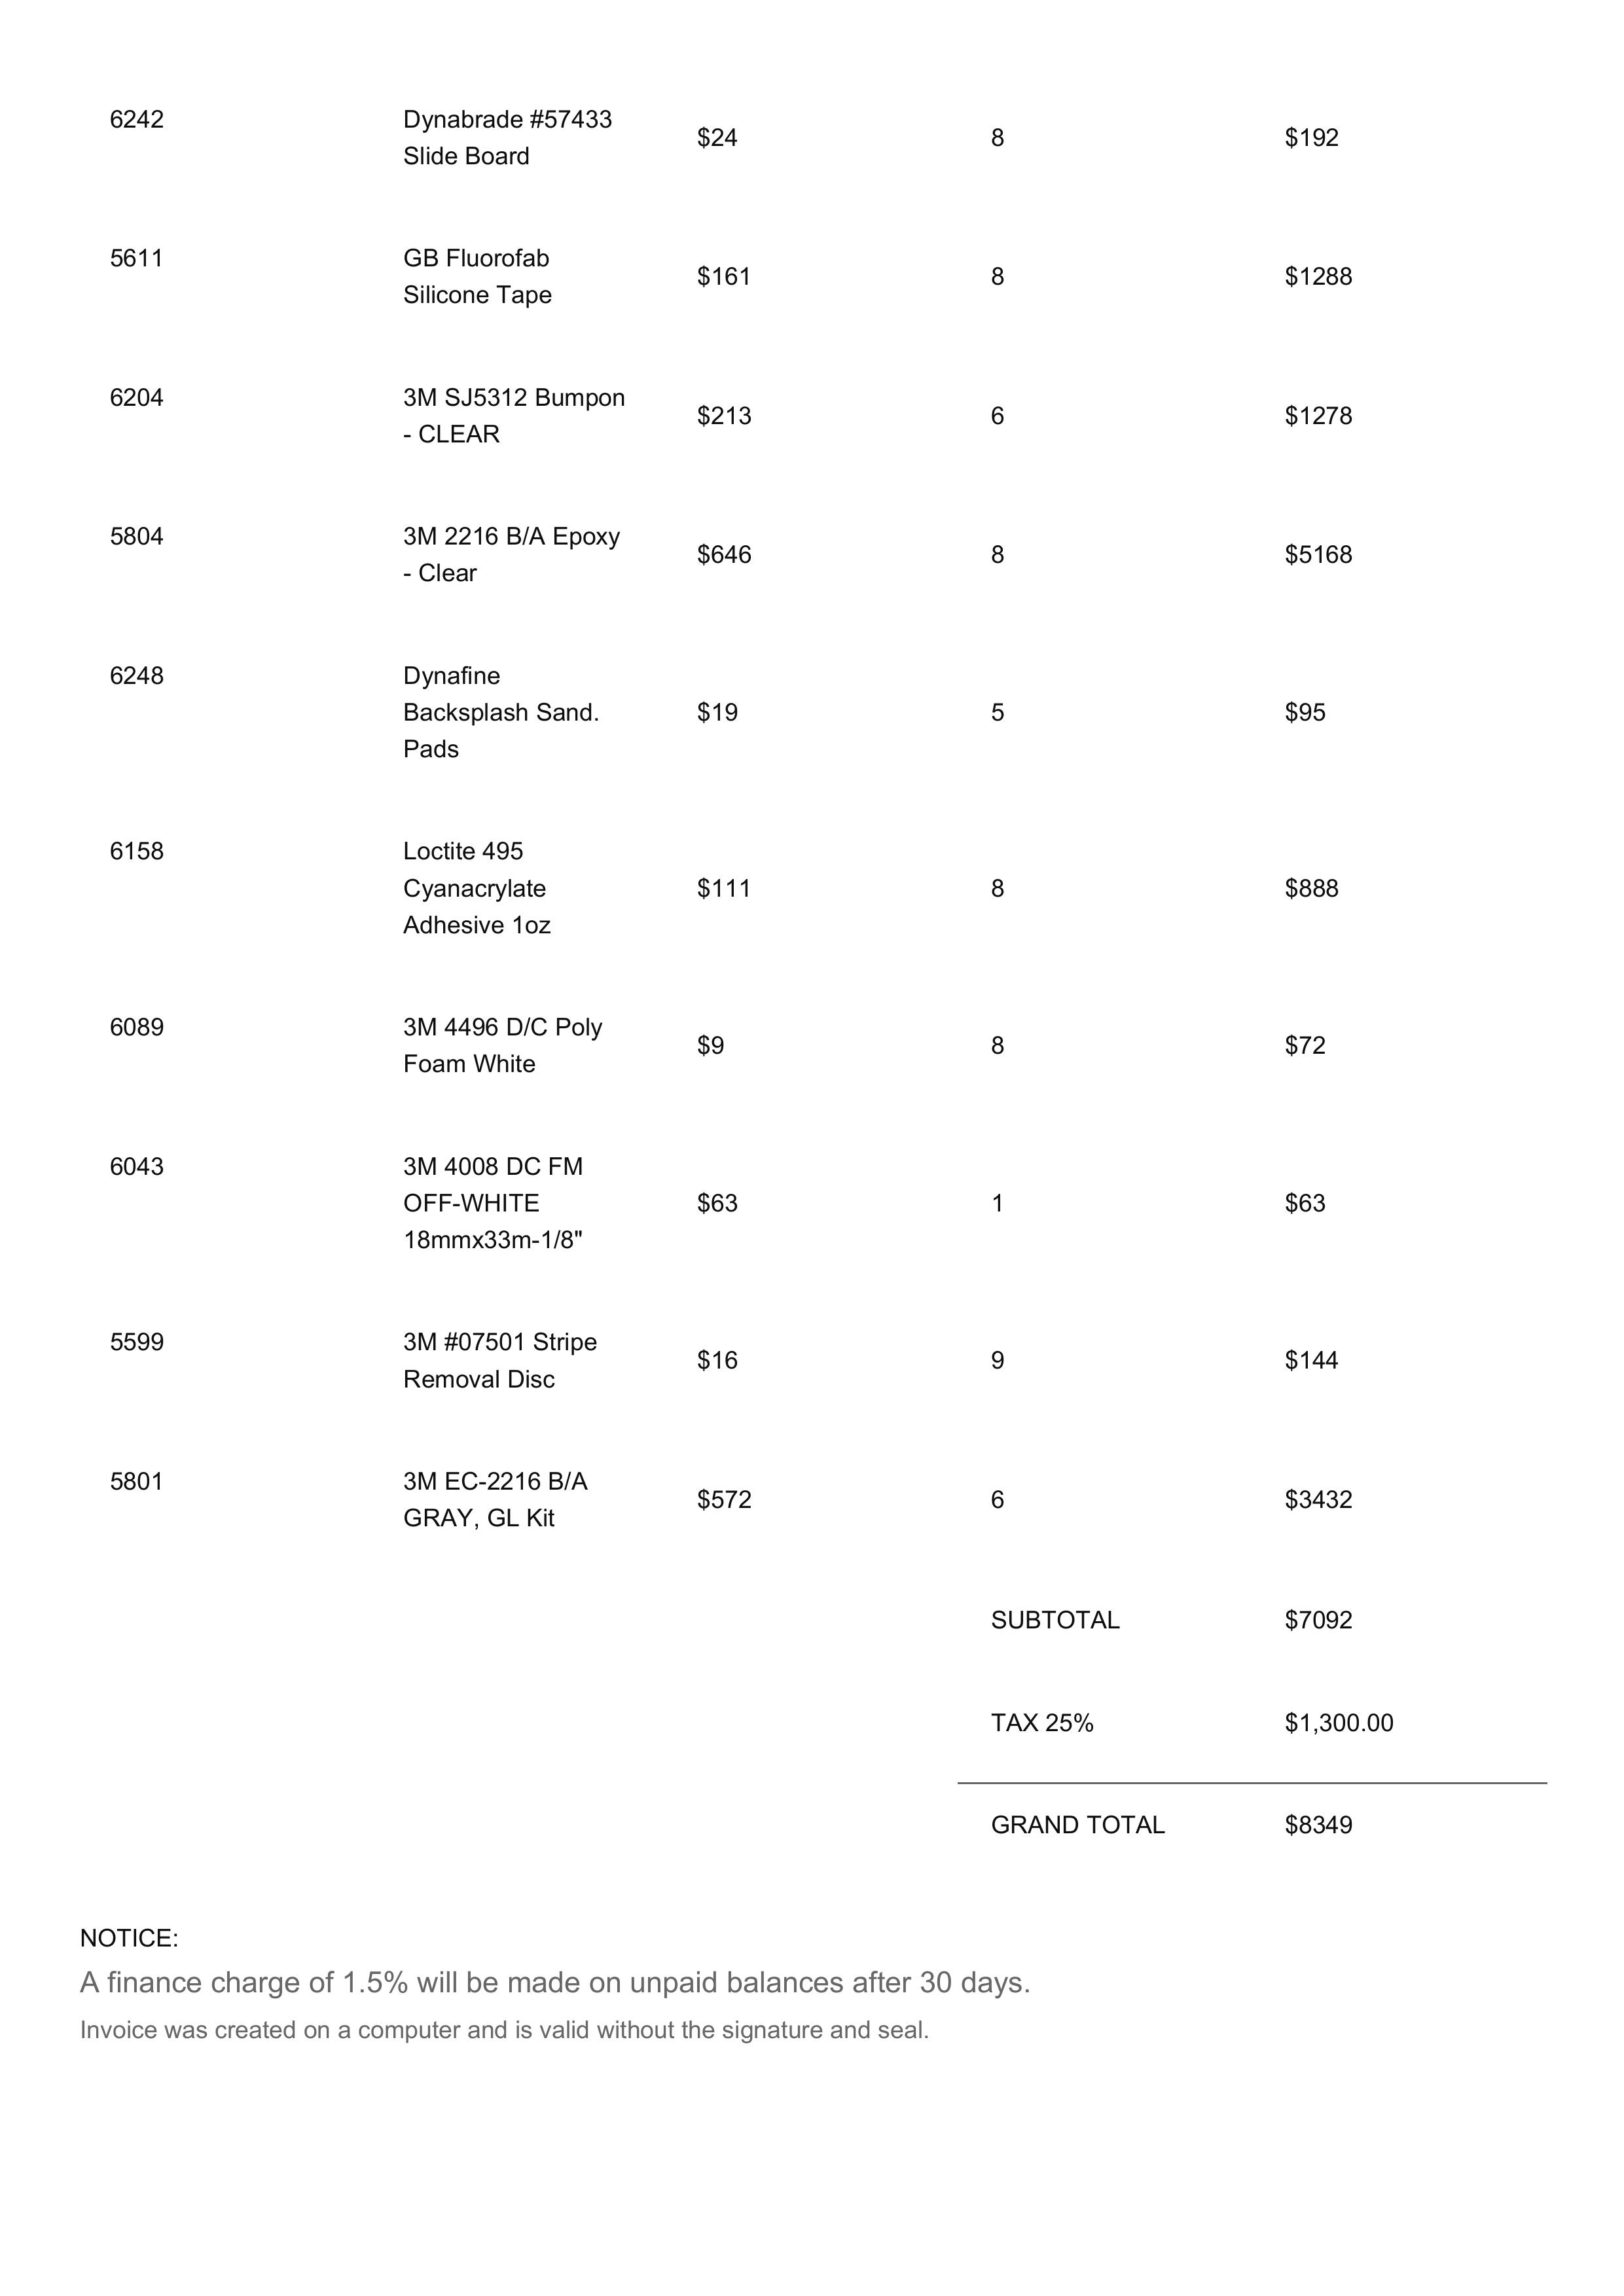 6242 Dynabrade #57433 $24 8 $192
Slide Board
5611 GB Fluorofab $161 8 $1288
Silicone Tape
6204 3M SJ5312 Bumpon $213 6 $1278
- CLEAR
5804 3M 2216 B/A Epoxy $646 8 $5168
- Clear
6248 Dynafine
Backsplash Sand. $19 5 $95
Pads
6158 Loctite 495
Cyanacrylate $111 8 $888
Adhesive 1oz
6089 3M 4496 D/C Poly $9 8 $72
Foam White
6043 3M 4008 DC FM
OFF-WHITE $63 1 $63
18mmx33m-1/8"
5599 3M #07501 Stripe $16 9 $144
Removal Disc
5801 3M EC-2216 B/A $572 6 $3432
GRAY, GL Kit
SUBTOTAL $7092
TAX 25% $1,300.00
GRAND TOTAL $8349
NOTICE:
A finance charge of 1.5% will be made on unpaid balances after 30 days.
Invoice was created on a computer and is valid without the signature and seal.